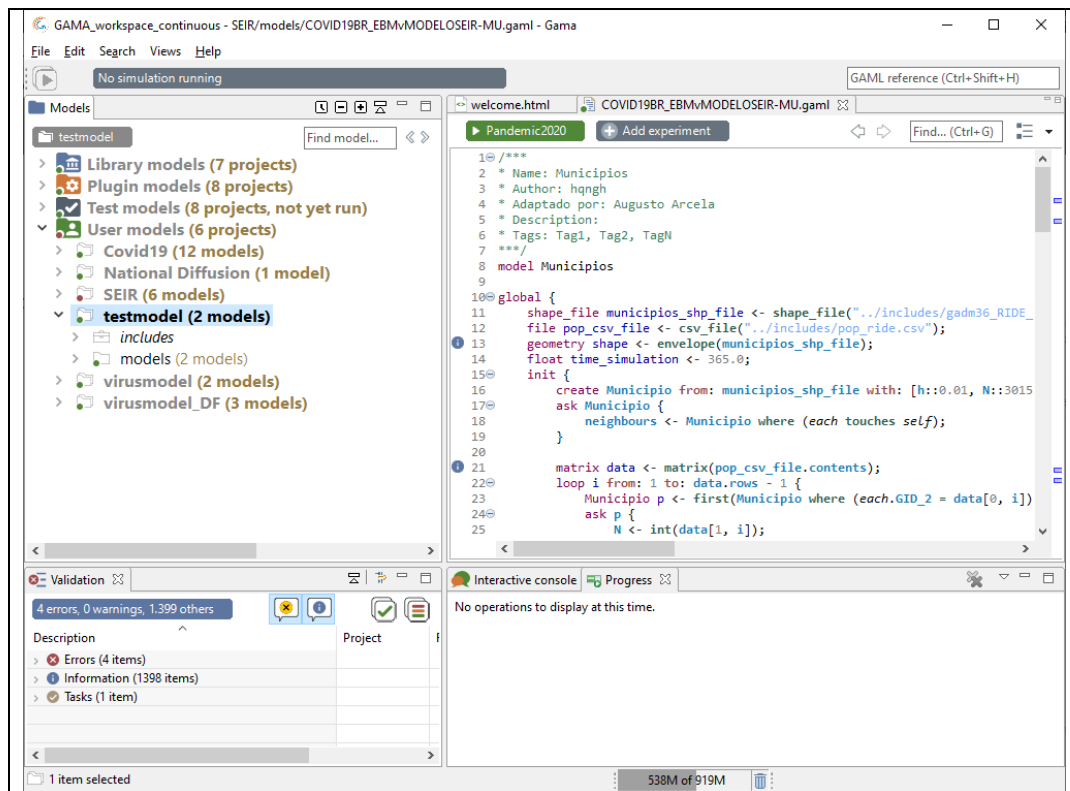 GAMA_workspace_continuous - SEIR/models/COVID19BR_EBMvMODELOSEIR-MU.gaml - Gama
File Edit Search Views Help
No simulation running
GAML reference (Ctrl+Shift+H)
Models
testmodel
Find model...
Library models (7 projects)
Plugin models (8 projects)
Test models (8 projects, not yet run)
User models (6 projects)
Covid19 (12 models)
National Diffusion (1 model)
SEIR (6 models)
testmodel (2 models)
includes
models (2 models)
virusmodel (2 models)
virusmodel_DF (3 models)
welcome.html
COVID19BR_EBMvMODELOSEIR-MU.gaml
Pandemic2020
Add experiment
Find... (Ctrl+G)
1 /***
2 * Name: Municipios
3 * Author: hqngh
4 * Adaptado por: Augusto Arcela
5 * Description:
6 * Tags: Tag1, Tag2, TagN
7 ***/
8 model Municipios
9
10 global {
11 shape_file municipios_shp_file <- shape_file("../includes/gadm36_RIDE_
12 file pop_csv_file <- csv_file("../includes/pop_ride.csv");
13 geometry shape <- envelope(municipios_shp_file);
14 float time_simulation <- 365.0;
15 init {
16 create Municipio from: municipios_shp_file with: [h::0.01, N::3015
17 ask Municipio {
18 neighbours <- Municipio where (each touches self);
19 }
20
21 matrix data <- matrix(pop_csv_file.contents);
22 loop i from: 1 to: data.rows - 1 {
23 Municipio p <- first(Municipio where (each.GID_2 = data[0, i])
24 ask p {
25 N <- int(data[1, i]);
Validation
4 errors, 0 warnings, 1.399 others
Description Project
Errors (4 items)
Information (1398 items)
Tasks (1 item)
Interactive console
Progress
No operations to display at this time.
1 item selected
538M of 919M